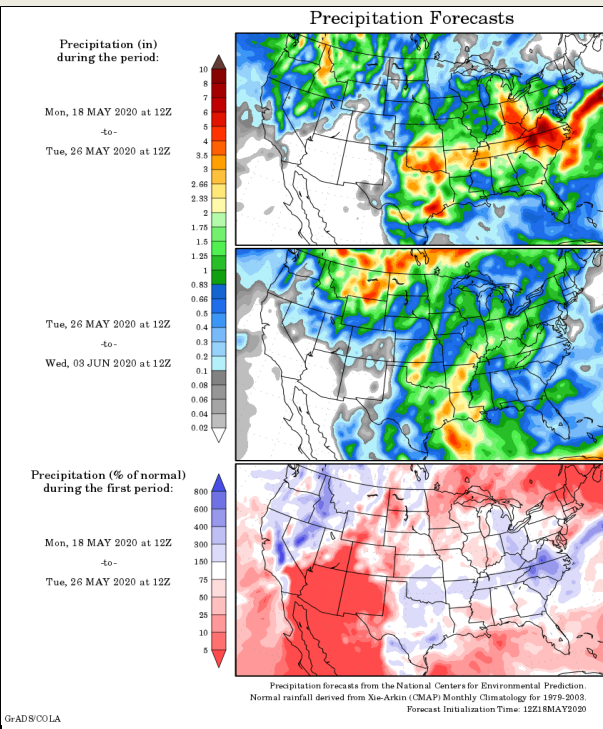 Precipitation Forecasts
Precipitation (in)
during the period:
Mon, 18 MAY 2020 at 12Z
-to-
Tue, 26 MAY 2020 at 12Z
10
8
7
6
5
4
3.5
3
2.66
2.33
2
1.75
1.5
1.25
1
0.83
0.66
0.5
0.4
0.3
0.2
0.1
0.08
0.06
0.04
0.02
Tue, 26 MAY 2020 at 12Z
-to-
Wed, 03 JUN 2020 at 12Z
Precipitation (% of normal)
during the first period:
Mon, 18 MAY 2020 at 12Z
-to-
Tue, 26 MAY 2020 at 12Z
800
600
400
300
150
75
50
25
10
5
Precipitation forecasts from the National Centers for Environmental Prediction.
Normal rainfall derived from Xie-Arkin (CMAP) Monthly Climatology for 1979-2003.
Forecast Initialization Time: 12Z18MAY2020
GrADS/COLA